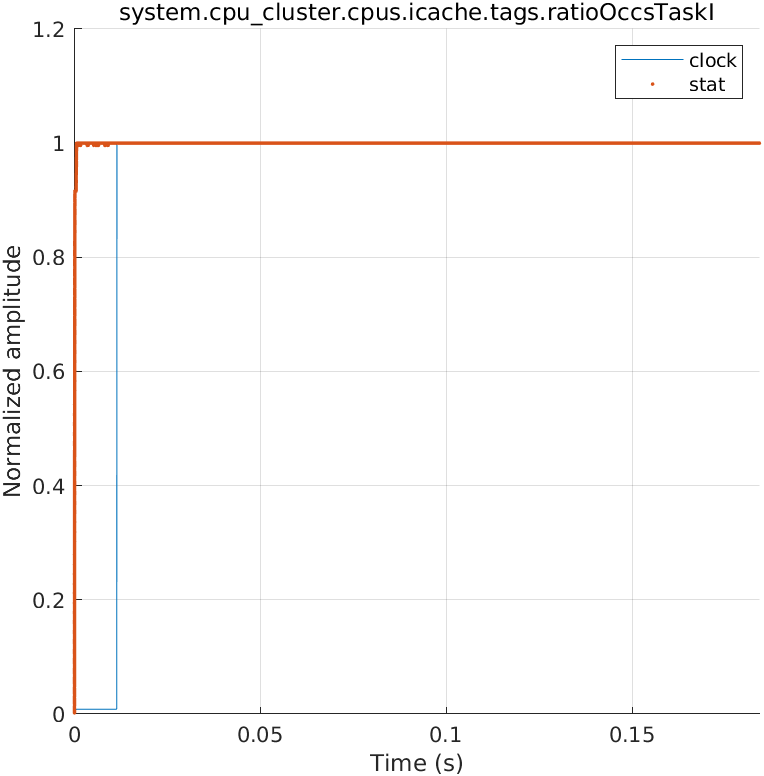 system.cpu_cluster.cpus.icache.tags.ratioOccsTaskI
1.2
1
0.8
0.6
0.4
0.2
0
0
0.05
0.1
0.15
Normalized amplitude
Time (s)
clock
stat